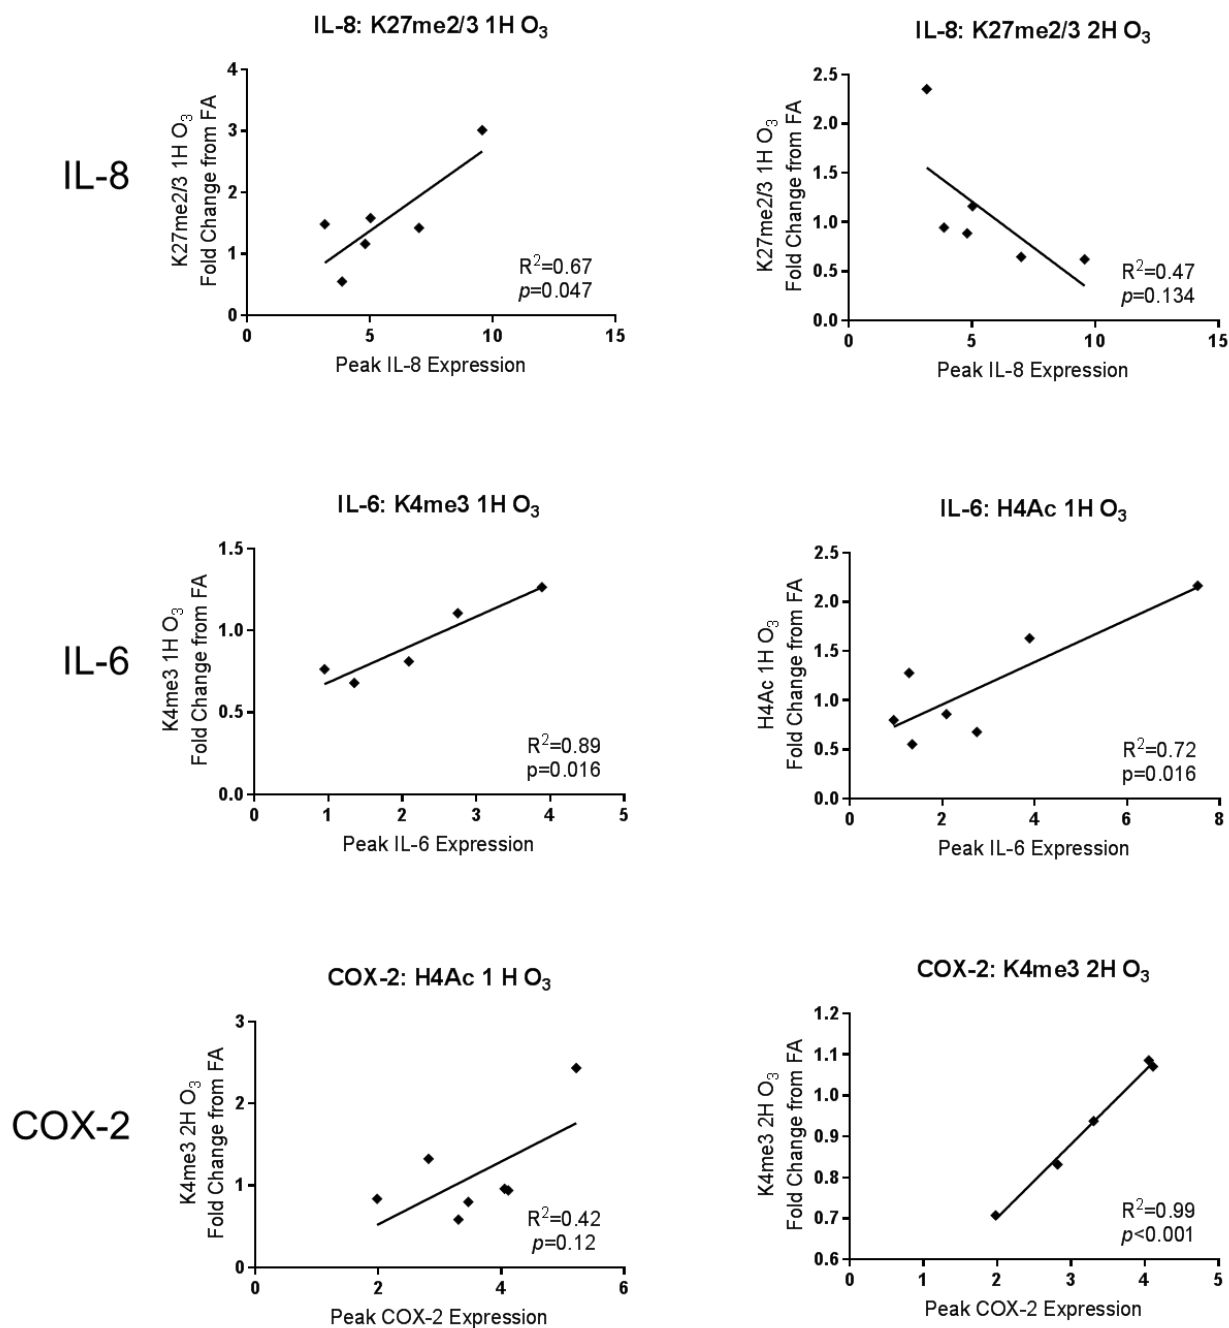 IL-8
IL-8: K27me2/3 1H O3
K27me2/3 1H O3
Fold Change from FA
4
3
2
1
0
0 5 10 15
R2=0.67
p=0.047
Peak IL-8 Expression
IL-8: K27me2/3 2H O3
K27me2/3 1H O3
Fold Change from FA
2.5
2.0
1.5
1.0
0.5
0.0
0 5 10 15
R2=0.47
p=0.134
Peak IL-8 Expression
IL-6
IL-6: K4me3 1H O3
K4me3 1H O3
Fold Change from FA
1.5
1.0
0.5
0.0
0 1 2 3 4 5
R2=0.89
p=0.016
Peak IL-6 Expression
IL-6: H4Ac 1H O3
H4Ac 1H O3
Fold Change from FA
2.5
2.0
1.5
1.0
0.5
0.0
0 2 4 6 8
R2=0.72
p=0.016
Peak IL-6 Expression
COX-2
COX-2: H4Ac 1 H O3
K4me3 2H O3
Fold Change from FA
3
2
1
0
0 2 4 6
R2=0.42
p=0.12
Peak COX-2 Expression
COX-2: K4me3 2H O3
K4me3 2H O3
Fold Change from FA
1.2
1.1
1.0
0.9
0.8
0.7
0.6
0 1 2 3 4 5
R2=0.99
p<0.001
Peak COX-2 Expression